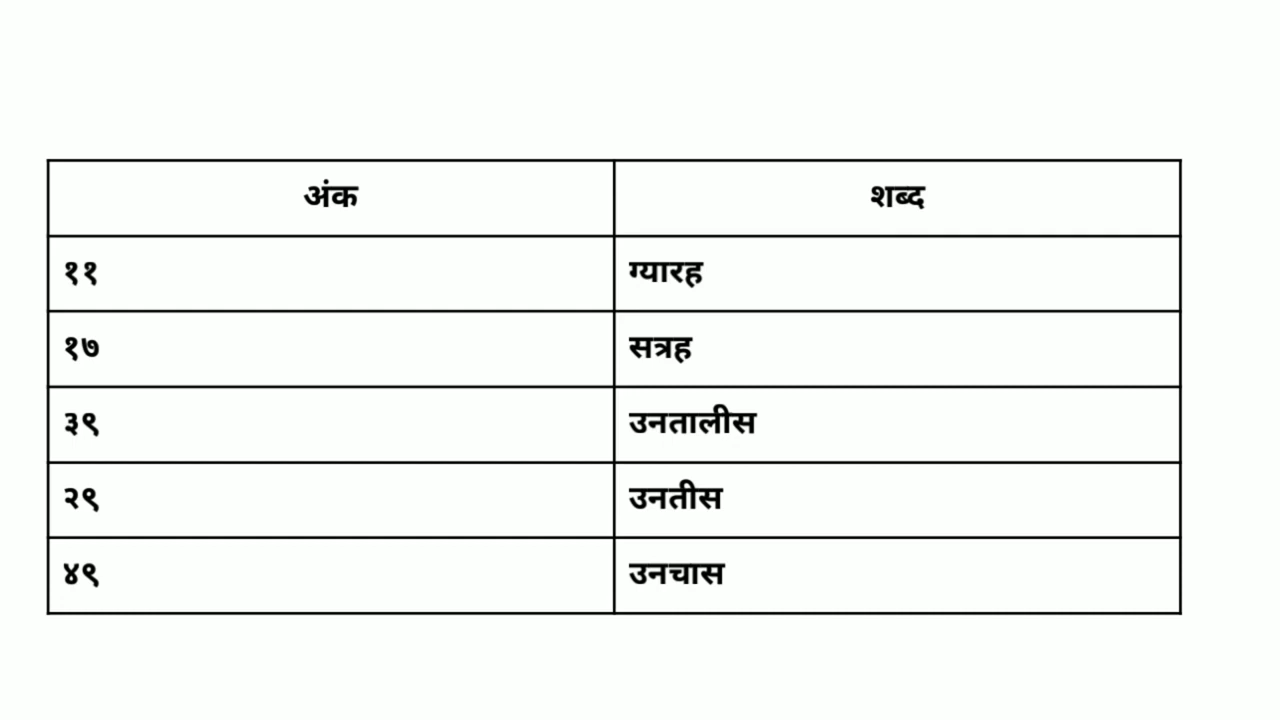 अंक शब्द
११ ग्यारह
१७ सत्रह
३९ उनतालीस
२९ उनतीस
४९ उनचास